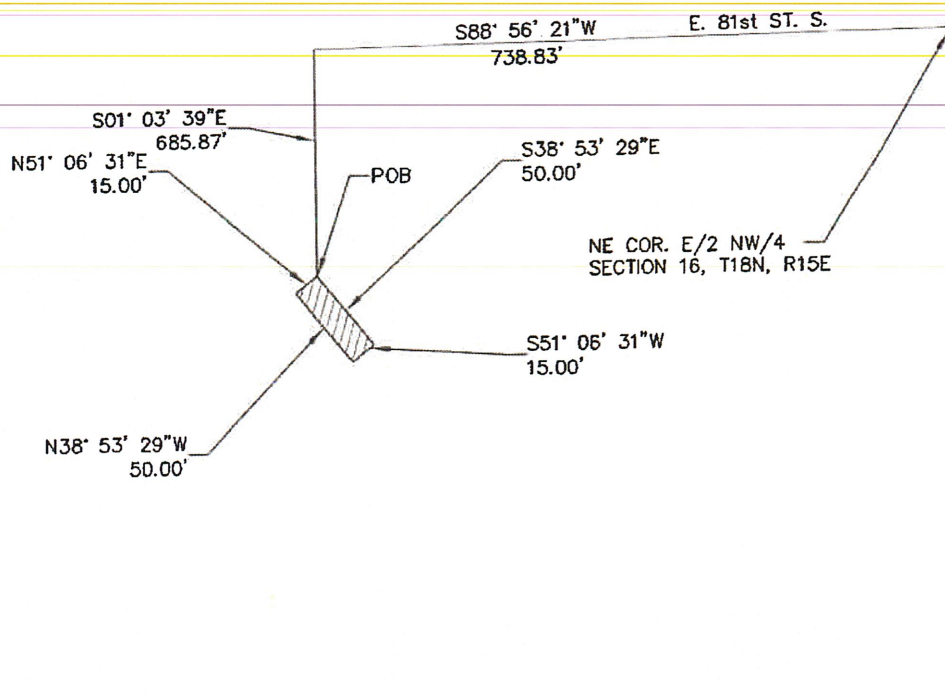 S88° 56' 21"W
738.83'
E. 81st ST. S.
S01° 03' 39"E
685.87'
N51° 06' 31"E
15.00'
POB
S38° 53' 29"E
50.00'
NE COR. E/2 NW/4
SECTION 16, T18N, R15E
S51° 06' 31"W
15.00'
N38° 53' 29"W
50.00'